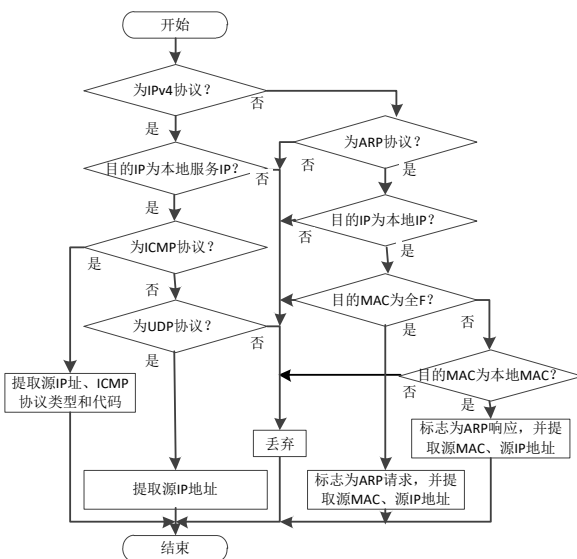 开始
为IPv4协议？
否
是
为ARP协议？
否
是
目的IP为本地服务IP？
否
是
目的IP为本地IP？
否
是
为ICMP协议？
是
否
目的MAC为全F？
否
是
为UDP协议？
否
是
目的MAC为本地MAC？
否
是
提取源IP址、ICMP
协议类型和代码
标志为ARP响应，并提
取源MAC、源IP地址
丢弃
提取源IP地址
标志为ARP请求，并提
取源MAC、源IP地址
结束